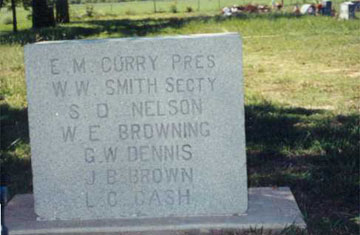 E. M. CURRY PRES
W. W. SMITH SECTY
S. D. NELSON
W. E. BROWNING
G. W. DENNIS
J. B. BROWN
L. C. CASH